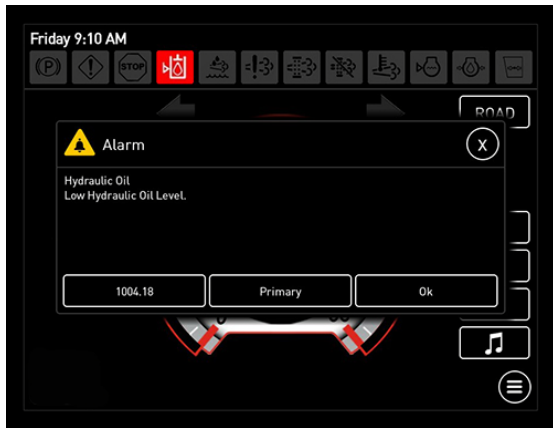 Friday 9:10 AM
(P)
STOP
ROAD
Alarm
X
Hydraulic Oil
Low Hydraulic Oil Level.
1004.18
Primary
Ok